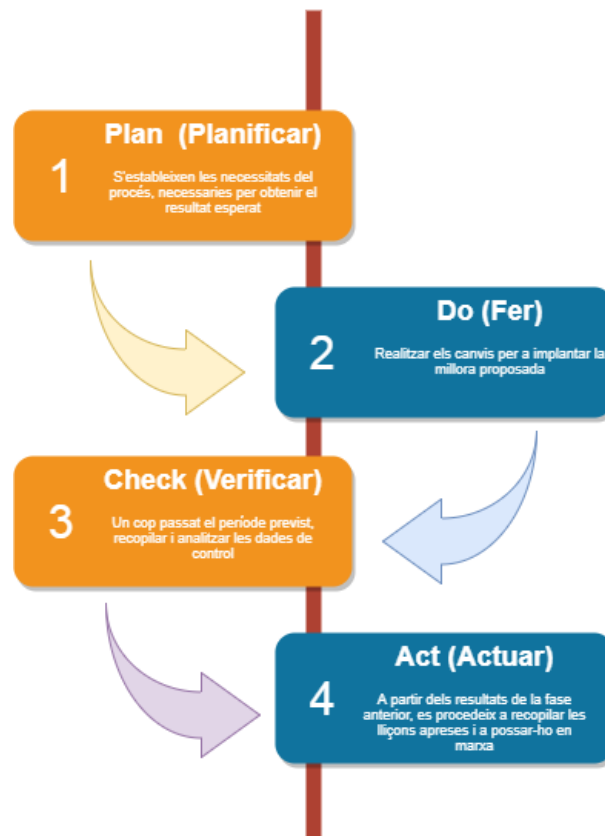 Plan (Planificar)
1
S'estableixen les necessitats del
procés, necessaries per obtenir el
resultat esperat
Do (Fer)
2
Realitzar els canvis per a implantar la
millora proposada
Check (Verificar)
3
Un cop passat el període previst,
recopilar i analitzar les dades de
control
Act (Actuar)
4
A partir dels resultats de la fase
anterior, es procedeix a recopilar les
lliçons apreses i a possar-ho en
marxa